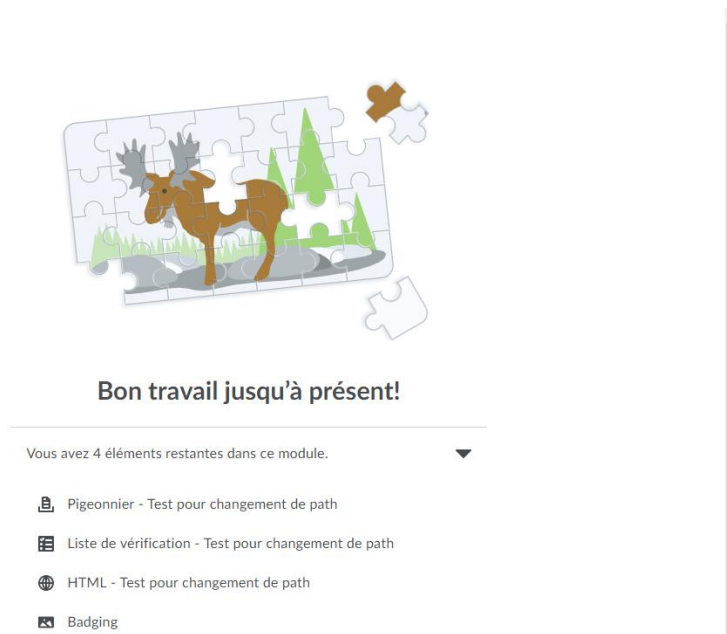 Bon travail jusqu’à présent!
Vous avez 4 éléments restantes dans ce module.
Pigeonnier - Test pour changement de path
Liste de vérification - Test pour changement de path
HTML - Test pour changement de path
Badging